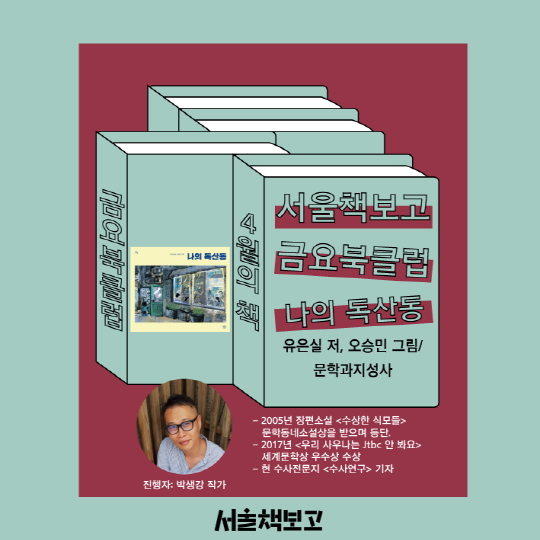 금요북클럽
4월의 책
나의 독산동
서울책보고
금요북클럽
나의 독산동
유은실 저, 오승민 그림/
문학과지성사
– 2005년 장편소설 <수상한 식모들>
문학동네소설상을 받으며 등단.
– 2017년 <우리 사우나는 Jtbc 안 봐요>
세계문학상 우수상 수상
– 현 수사전문지 <수사연구> 기자
진행자: 박생강 작가
서울책보고